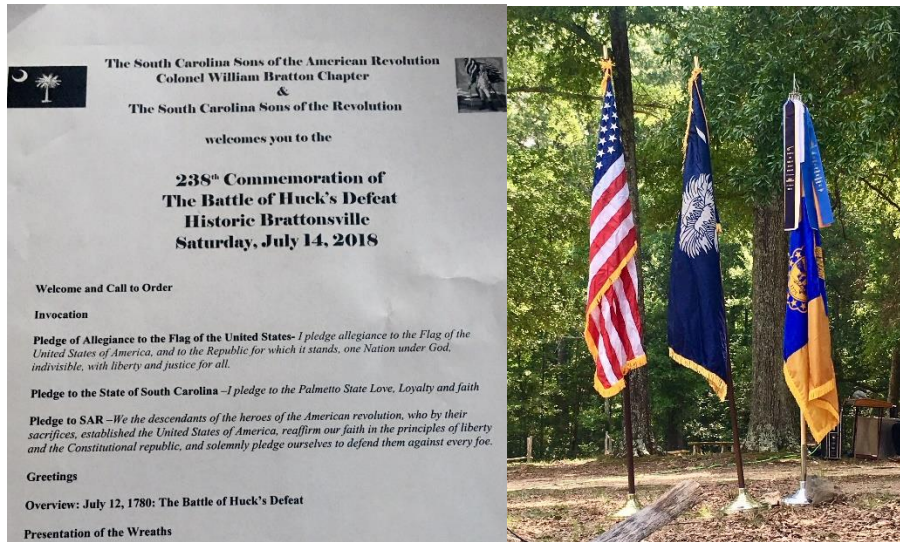 The South Carolina Sons of the American Revolution
Colonel William Bratton Chapter
&
The South Carolina Sons of the Revolution
welcomes you to the
238th Commemoration of
The Battle of Huck's Defeat
Historic Brattonsville
Saturday, July 14, 2018
Welcome and Call to Order
Invocation
Pledge of Allegiance to the Flag of the United States- I pledge allegiance to the Flag of the
United States of America, and to the Republic for which it stands, one Nation under God,
indivisible, with liberty and justice for all.
Pledge to the State of South Carolina –I pledge to the Palmetto State Love, Loyalty and faith
Pledge to SAR –We the descendants of the heroes of the American revolution, who by their
sacrifices, established the United States of America, reaffirm our faith in the principles of liberty
and the Constitutional republic, and solemnly pledge ourselves to defend them against every foe.
Greetings
Overview: July 12, 1780: The Battle of Huck's Defeat
Presentation of the Wreaths